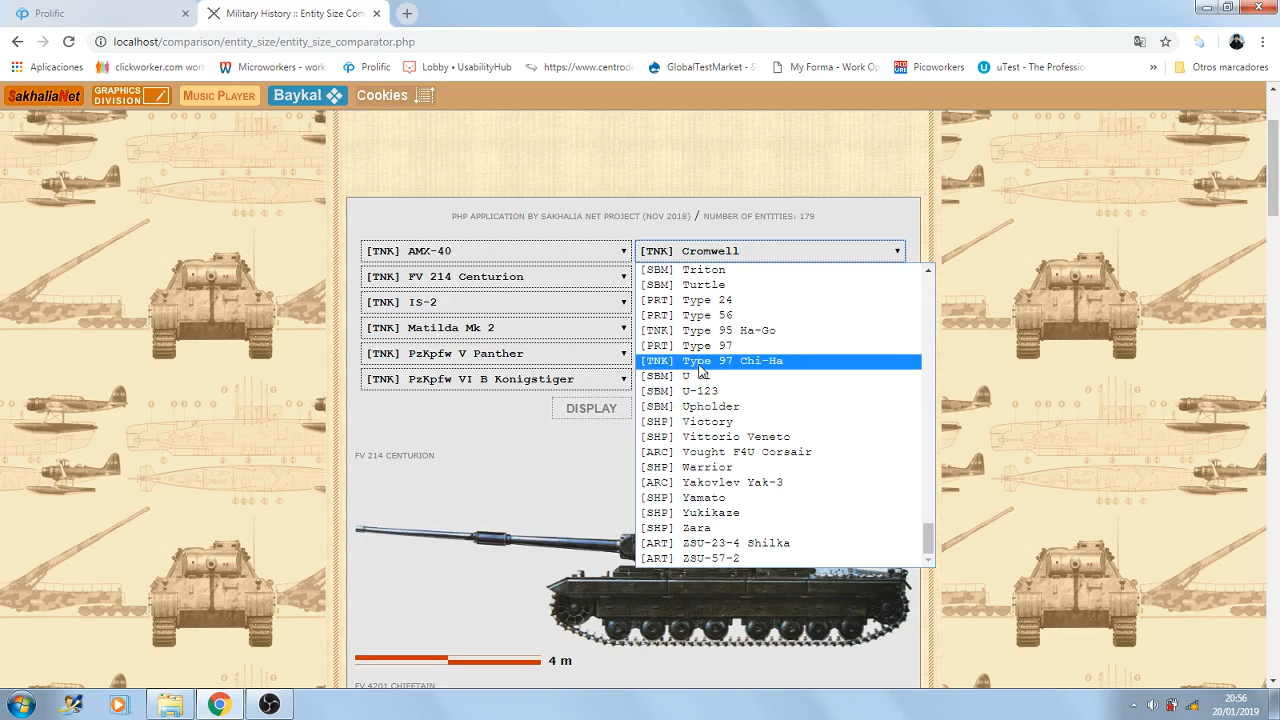 Prolific
Military History :: Entity Size Com
localhost/comparison/entity_size/entity_size_comparator.php
Aplicaciones
clickworker.com work
Microworkers - work
Prolific
Lobby · UsabilityHub
https://www.centrod
GlobalTestMarket - S
My Forma - Work Op
Picoworkers
uTest - The Professio
»
Otros marcadores
SakhaliaNet
GRAPHICS
DIVISION
MUSIC PLAYER
Baykal
Cookies
PHP APPLICATION BY SAKHALIA NET PROJECT (NOV 2018) / NUMBER OF ENTITIES: 179
[TNK] AMX-40
[TNK] Cromwell
[TNK] FV 214 Centurion
[TNK] IS-2
[TNK] Matilda Mk 2
[TNK] PzKpfw V Panther
[TNK] PzKpfw VI B Konigstiger
DISPLAY
[SBM] Triton
[SBM] Turtle
[PRT] Type 24
[PRT] Type 56
[TNK] Type 95 Ha-Go
[PRT] Type 97
[TNK] Type 97 Chi-Ha
[SBM] U
[SBM] U-123
[SBM] Upholder
[SHP] Victory
[SHP] Vittorio Veneto
[ARC] Vought F4U Corsair
[SHP] Warrior
[ARC] Yakovlev Yak-3
[SHP] Yamato
[SHP] Yukikaze
[SHP] Zara
[ART] ZSU-23-4 Shilka
[ART] ZSU-57-2
FV 214 CENTURION
4 m
FV 4201 CHIEFTAIN
20:56
20/01/2019